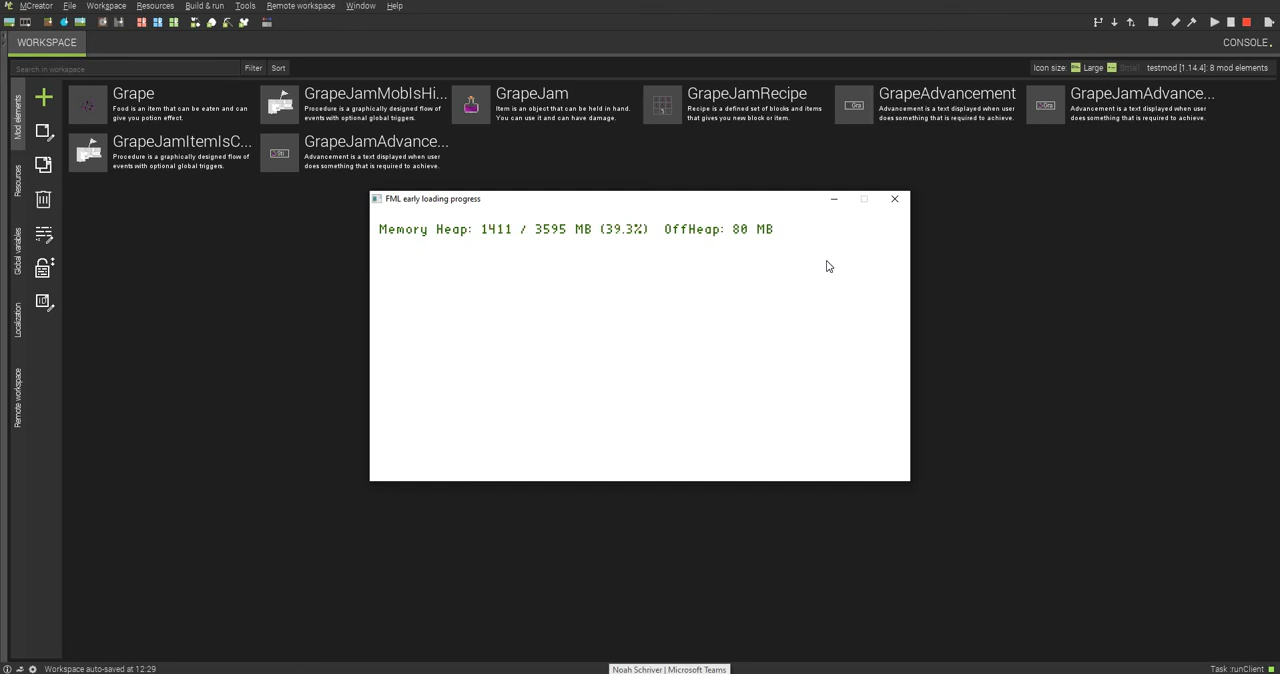 MCreator File Workspace Resources Build & run Tools Remote workspace Window Help
WORKSPACE
CONSOLE
Search in workspace
Filter Sort
Icon size: Large Small testmod [1.14.4]: 8 mod elements
Mod elements
Resources
Global variables
Localization
Remote workspace
Grape
Food is an item that can be eaten and can
give you potion effect.
GrapeJamMobIsHi...
Procedure is a graphically designed flow of
events with optional global triggers.
GrapeJam
Item is an object that can be held in hand.
You can use it and can have damage.
GrapeJamRecipe
Recipe is a defined set of blocks and items
that gives you new block or item.
GrapeAdvancement
Advancement is a text displayed when user
does something that is required to achieve.
GrapeJamAdvance...
Advancement is a text displayed when user
does something that is required to achieve.
GrapeJamItemIsC...
Procedure is a graphically designed flow of
events with optional global triggers.
GrapeJamAdvance...
Advancement is a text displayed when user
does something that is required to achieve.
FML early loading progress
Memory Heap: 1411 / 3595 MB (39.3%) OffHeap: 80 MB
Workspace auto-saved at 12:29
Noah Schriver | Microsoft Teams
Task :runClient